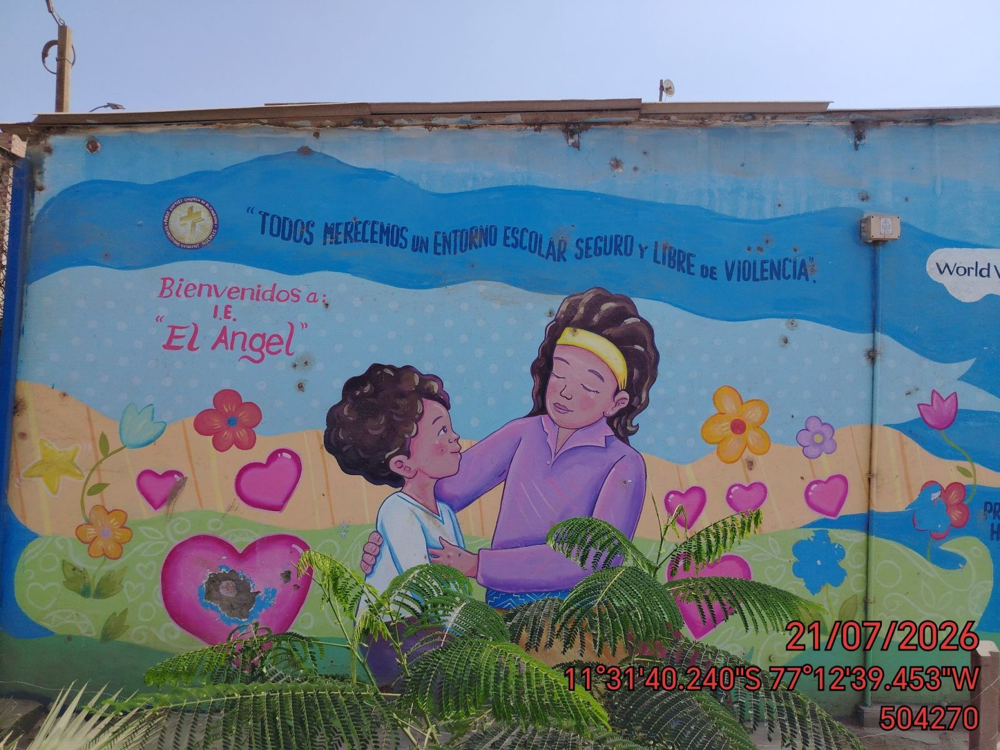 "TODOS MERECEMOS UN ENTORNO ESCOLAR SEGURO Y LIBRE DE VIOLENCIA".
Bienvenidos a:
I.E.
"El Angel"
World V
PR
H
21/07/2026
11°31'40.240"S 77°12'39.453"W
504270